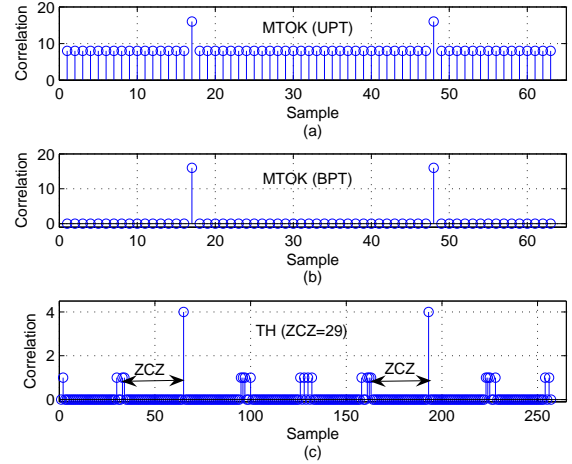 20
10
0
Correlation
MTOK (UPT)
0 10 20 30 40 50 60
Sample
(a)
20
10
0
Correlation
MTOK (BPT)
0 10 20 30 40 50 60
Sample
(b)
4
2
0
Correlation
TH (ZCZ=29)
ZCZ
ZCZ
0 50 100 150 200 250
Sample
(c)